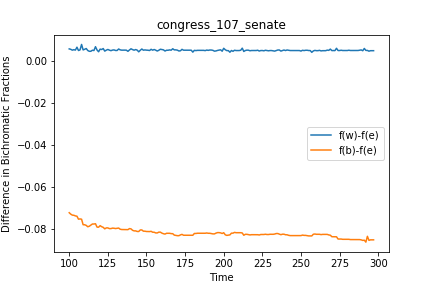 congress_107_senate
Difference in Bichromatic Fractions
0.00
−0.02
−0.04
−0.06
−0.08
f(w)-f(e)
f(b)-f(e)
100
125
150
175
200
225
250
275
300
Time